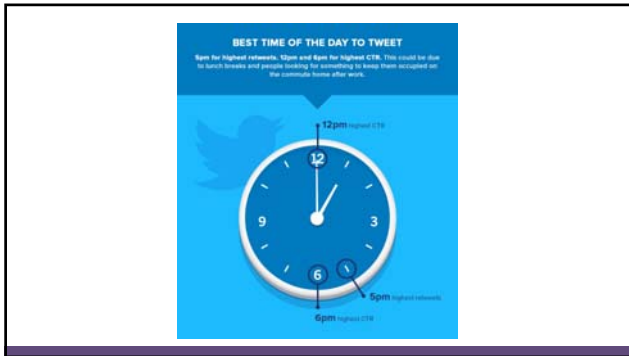 BEST TIME OF THE DAY TO TWEET
5pm for highest retweets, 12pm and 6pm for highest CTR. This could be due
to lunch breaks and people looking for something to keep them occupied on
the commute home after work.
12pm highest CTR
12
9
3
6
5pm highest retweets
6pm highest CTR